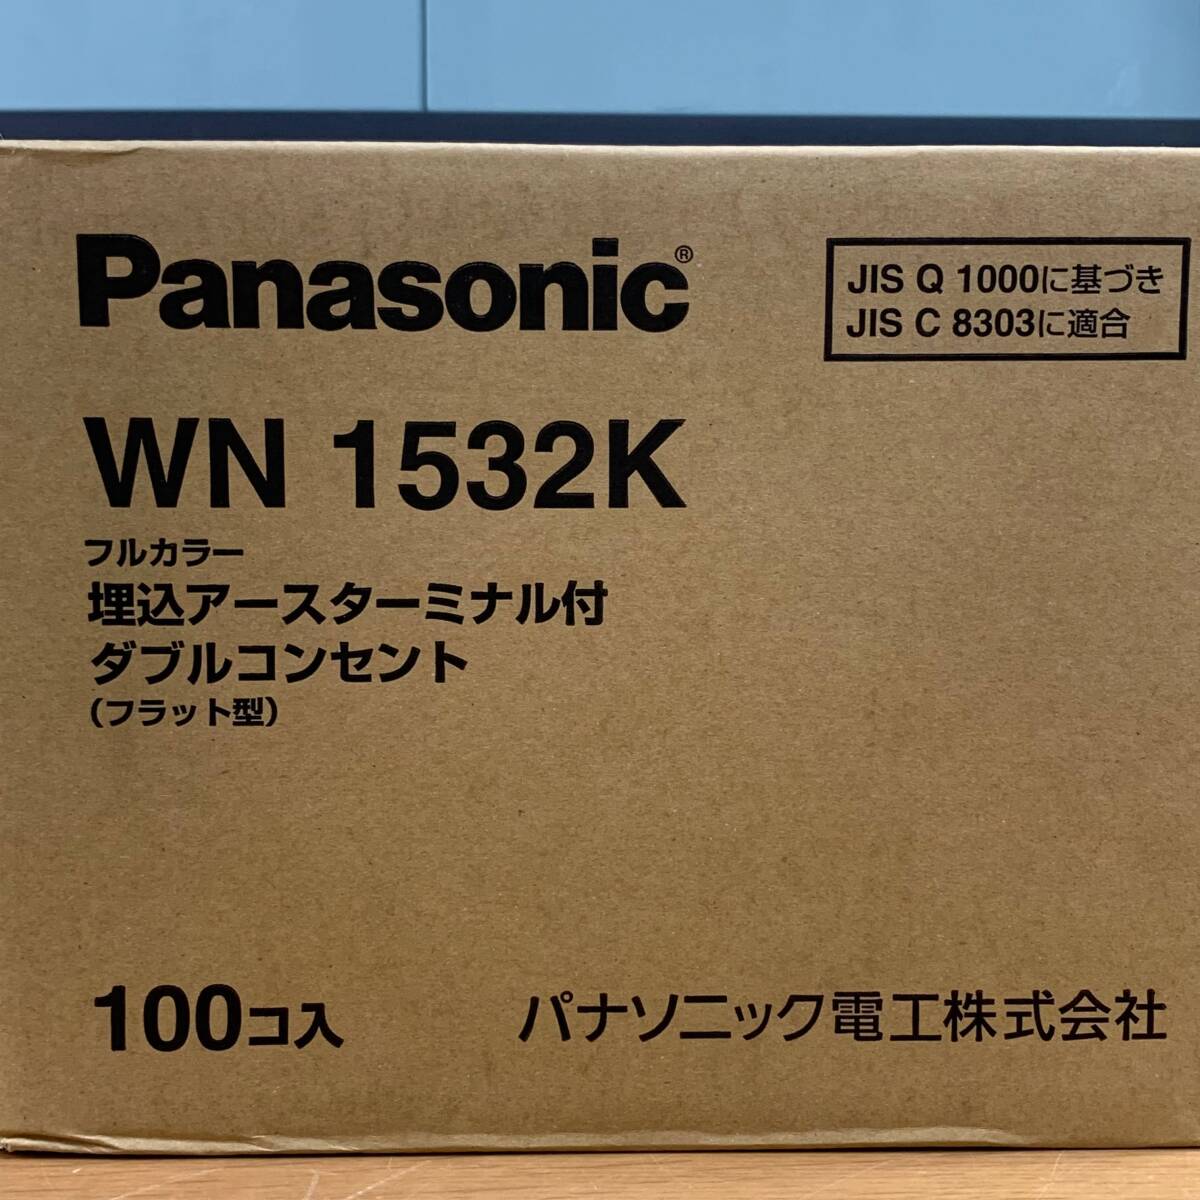 Panasonic®
JIS Q 1000に基づき
JIS C 8303に適合
WN 1532K
フルカラー
埋込アースターミナル付
ダブルコンセント
(フラット型)
100コ入
パナソニック電工株式会社